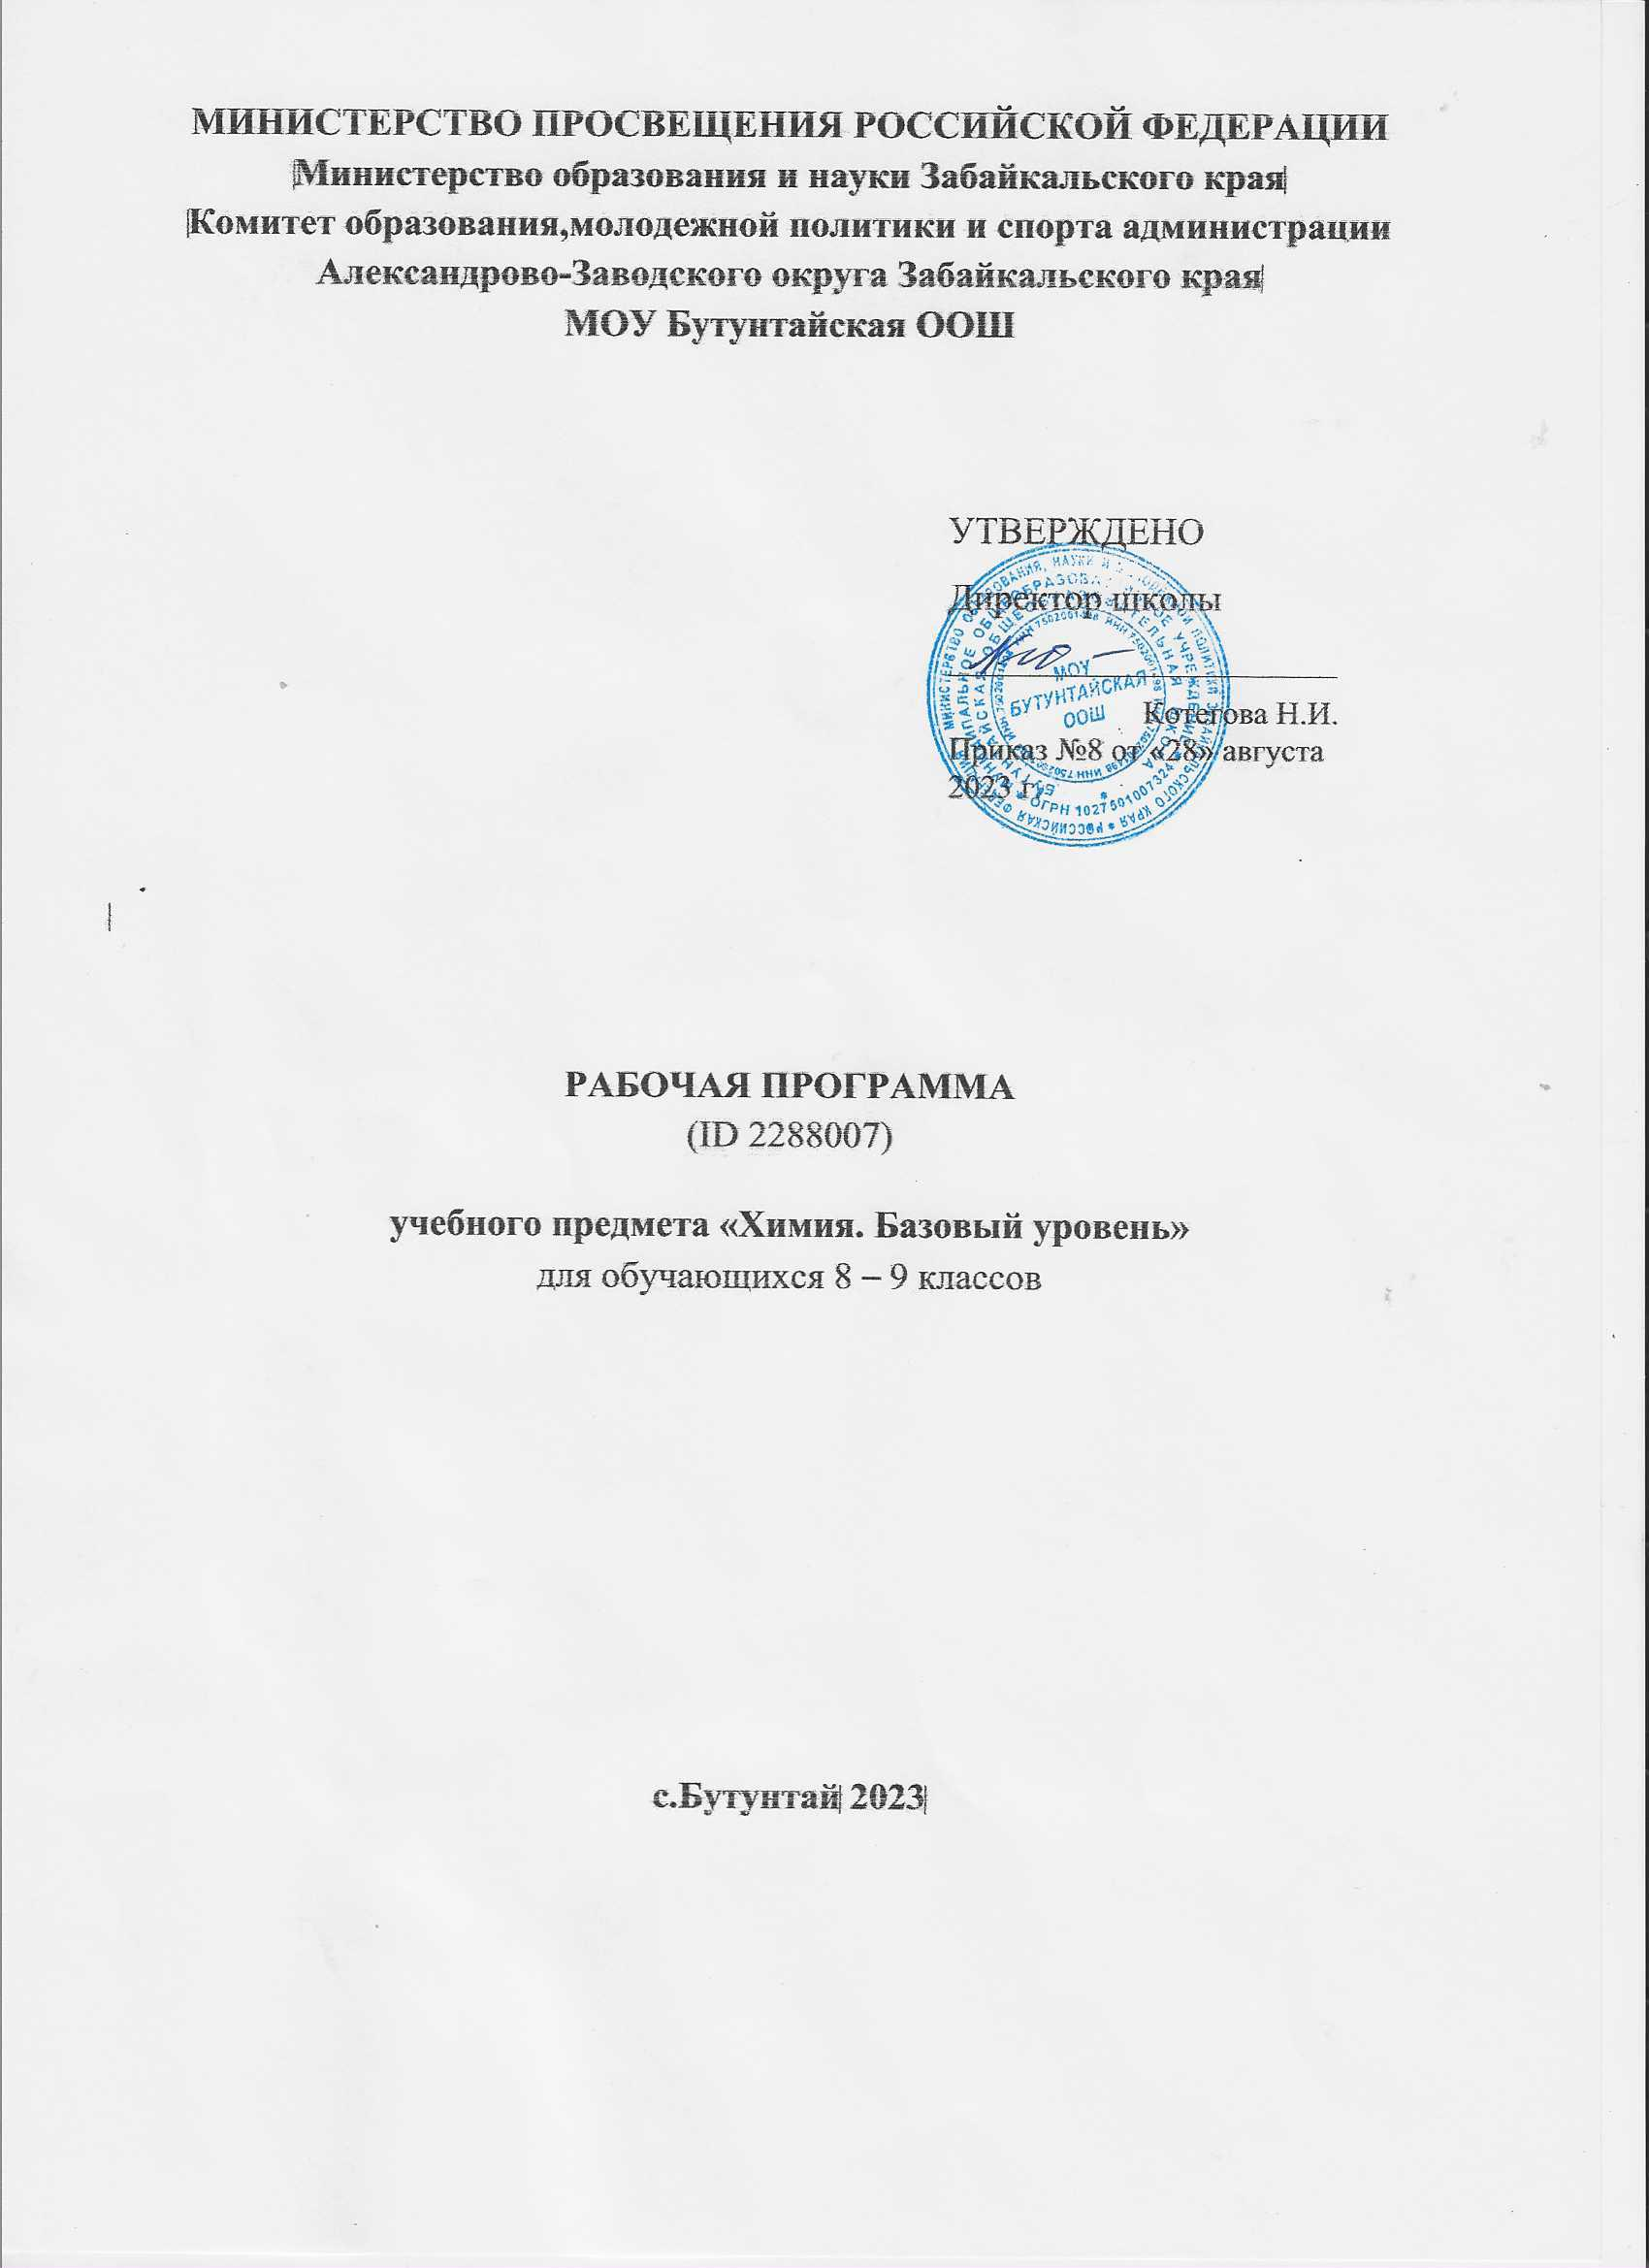 МИНИСТЕРСТВО ПРОСВЕЩЕНИЯ РОССИЙСКОЙ ФЕДЕРАЦИИ
Министерство образования и науки Забайкальского края
Комитет образования,молодежной политики и спорта администрации
Александрово-Заводского округа Забайкальского края
МОУ Бутунтайская ООШ
УТВЕРЖДЕНО
Директор школы
МОУ
БУТУНТАЙСКАЯ
ООШ
ОГРН 1027501007324
Котегова Н.И.
Приказ №8 от «28» августа
2023 г.
РАБОЧАЯ ПРОГРАММА
(ID 2288007)
учебного предмета «Химия. Базовый уровень»
для обучающихся 8 – 9 классов
с.Бутунтай 2023